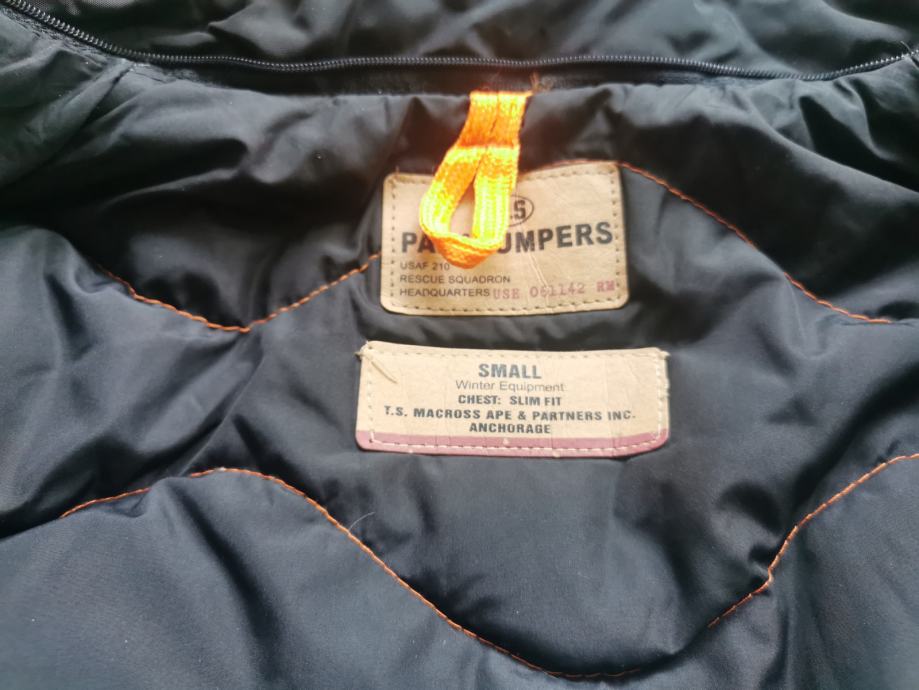 UMPERS
USAF 210
RESCUE SQUADRON
HEADQUARTERS USE 061142 RM
SMALL
Winter Equipment
CHEST: SLIM FIT
T.S. MACROSS APE & PARTNERS INC.
ANCHORAGE